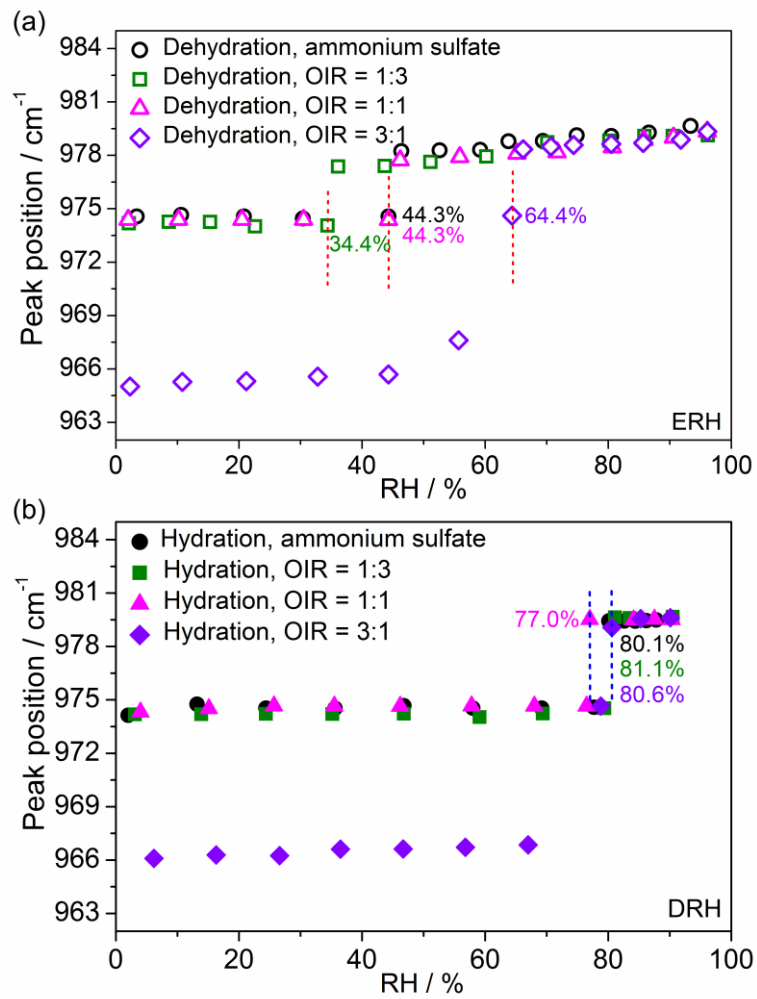 (a)
984
Dehydration, ammonium sulfate
Dehydration, OIR = 1:3
981
Dehydration, OIR = 1:1
Dehydration, OIR = 3:1
978
975
44.3%
64.4%
34.4%
44.3%
972
969
966
963
ERH
Peak position / cm⁻¹
0 20 40 60 80 100
RH / %
(b)
984
Hydration, ammonium sulfate
Hydration, OIR = 1:3
981
Hydration, OIR = 1:1
Hydration, OIR = 3:1
77.0%
978
80.1%
81.1%
80.6%
975
972
969
966
963
DRH
Peak position / cm⁻¹
0 20 40 60 80 100
RH / %